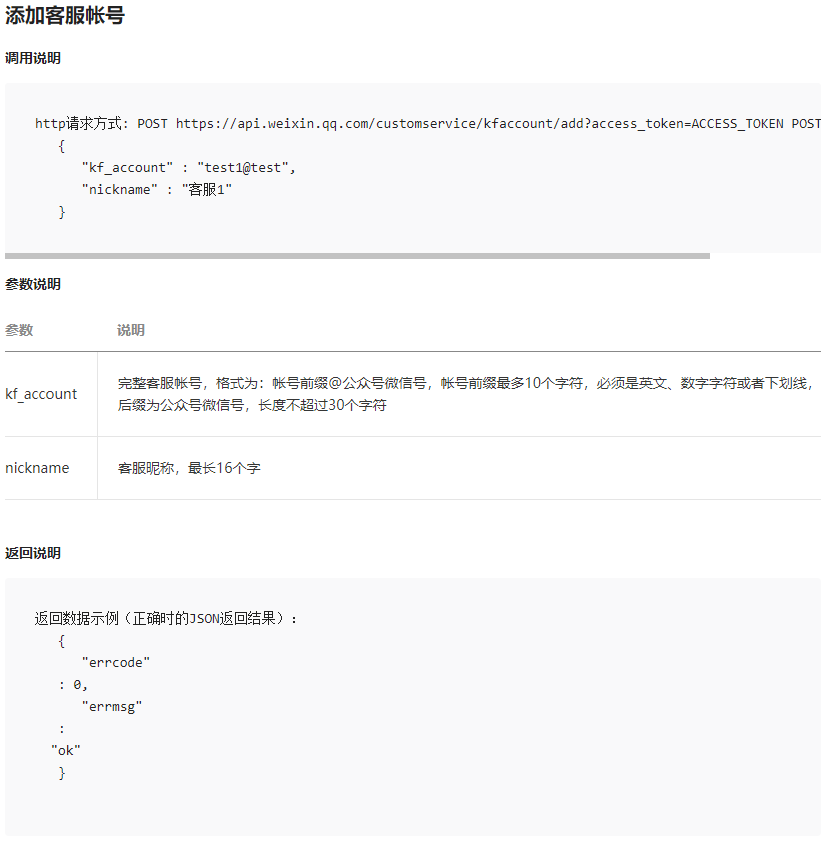 添加客服帐号
调用说明
http请求方式: POST https://api.weixin.qq.com/customservice/kfaccount/add?access_token=ACCESS_TOKEN POST
{
"kf_account" : "test1@test",
"nickname" : "客服1"
}
参数说明
参数 说明
kf_account 完整客服帐号，格式为：帐号前缀@公众号微信号，帐号前缀最多10个字符，必须是英文、数字字符或者下划线，
后缀为公众号微信号，长度不超过30个字符
nickname 客服昵称，最长16个字
返回说明
返回数据示例（正确时的JSON返回结果）:
{
"errcode"
: 0,
"errmsg"
:
"ok"
}